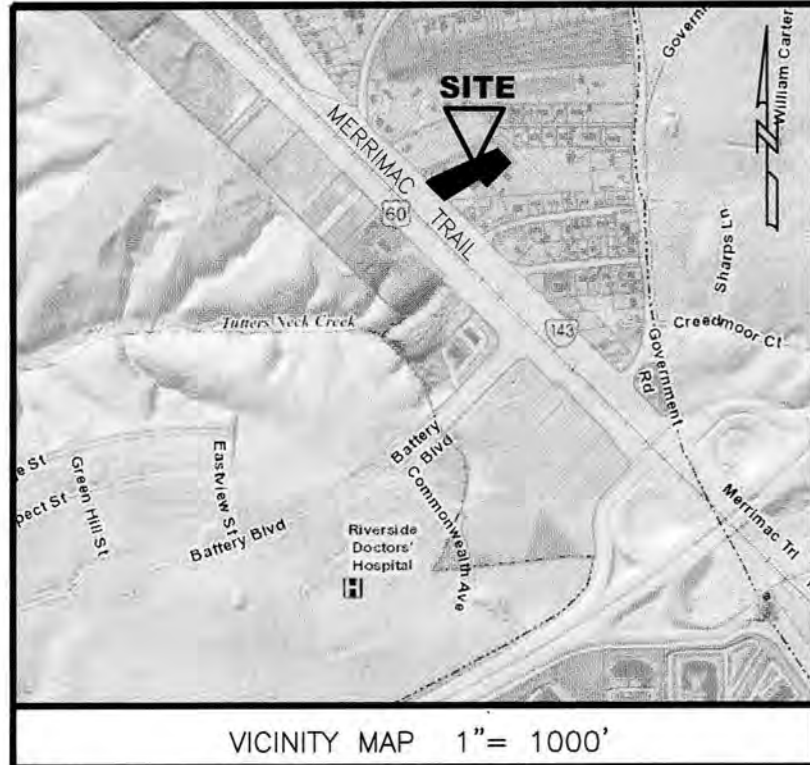 Governm
William Carter
SITE
MERRIMAC
TRAIL
60
Sharps Ln
Tutters Neck Creek
143
Creedmoor Ct
Government
Rd
Battery
Blvd
e St
Green Hill St
Eastview St
pect St
Battery Blvd
Commonwealth Ave
Merrimac Trl
Riverside
Doctors'
Hospital
H
VICINITY MAP 1"= 1000'